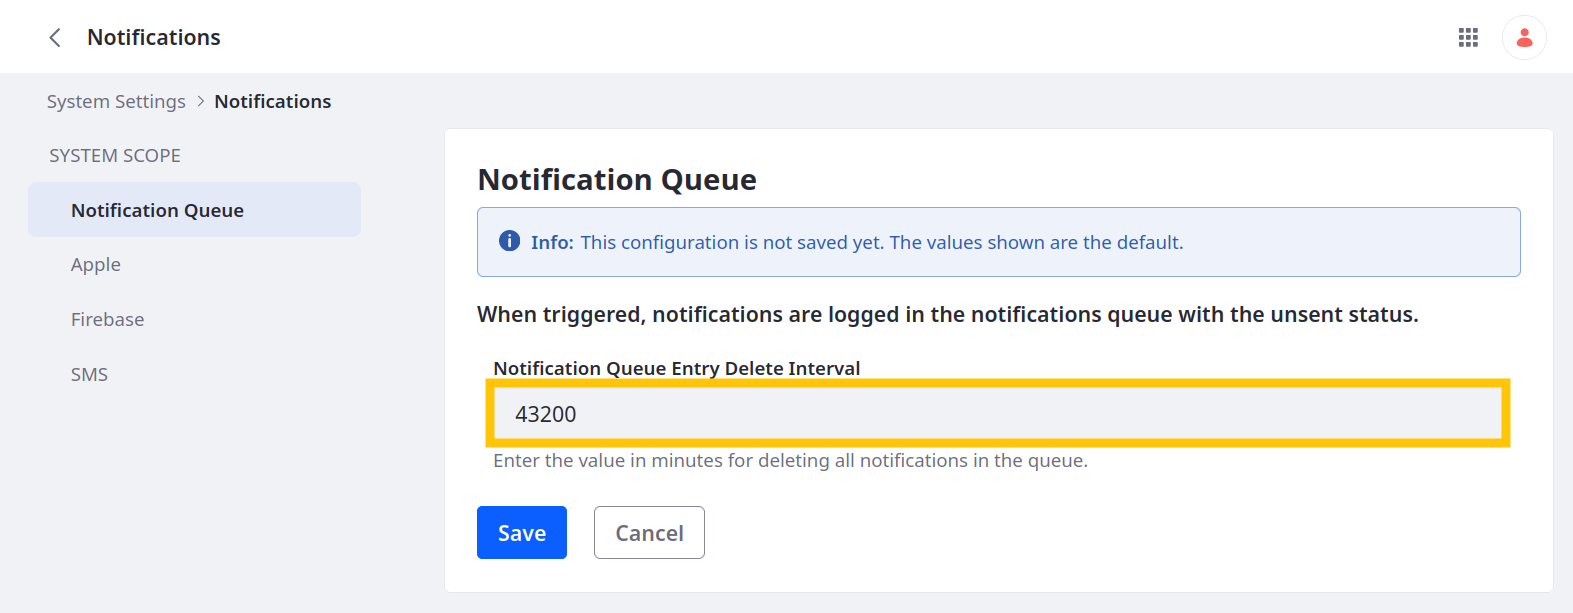 Notifications
System Settings > Notifications
SYSTEM SCOPE
Notification Queue
Apple
Firebase
SMS
Notification Queue
Info: This configuration is not saved yet. The values shown are the default.
When triggered, notifications are logged in the notifications queue with the unsent status.
Notification Queue Entry Delete Interval
43200
Enter the value in minutes for deleting all notifications in the queue.
Save
Cancel